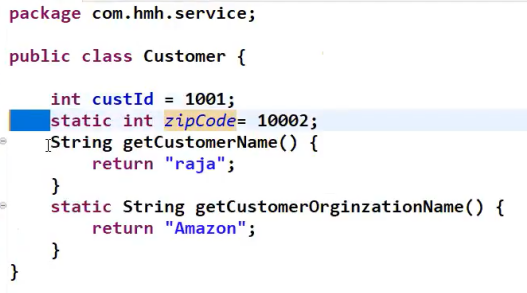 package com.hmh.service;
public class Customer {
int custId = 1001;
static int zipCode= 10002;
String getCustomerName() {
return "raja";
}
static String getCustomerOrginzationName() {
return "Amazon";
}
}